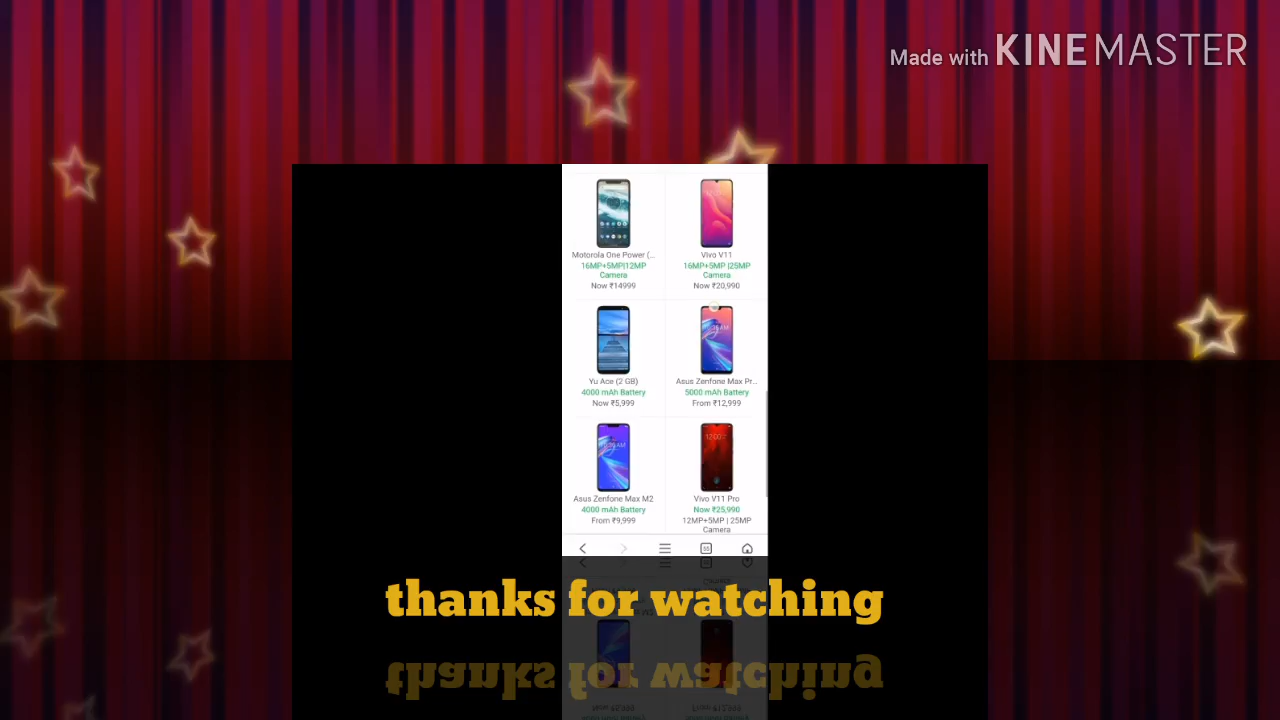 Made with KINEMASTER
Motorola One Power (...
16MP+5MP|12MP
Camera
Now ₹14999
Vivo V11
16MP+5MP |25MP
Camera
Now ₹20,990
Yu Ace (2 GB)
4000 mAh Battery
Now ₹5,999
Asus Zenfone Max Pr...
5000 mAh Battery
From ₹12,999
Asus Zenfone Max M2
4000 mAh Battery
From ₹9,999
Vivo V11 Pro
Now ₹25,990
12MP+5MP | 25MP
Camera
thanks for watching